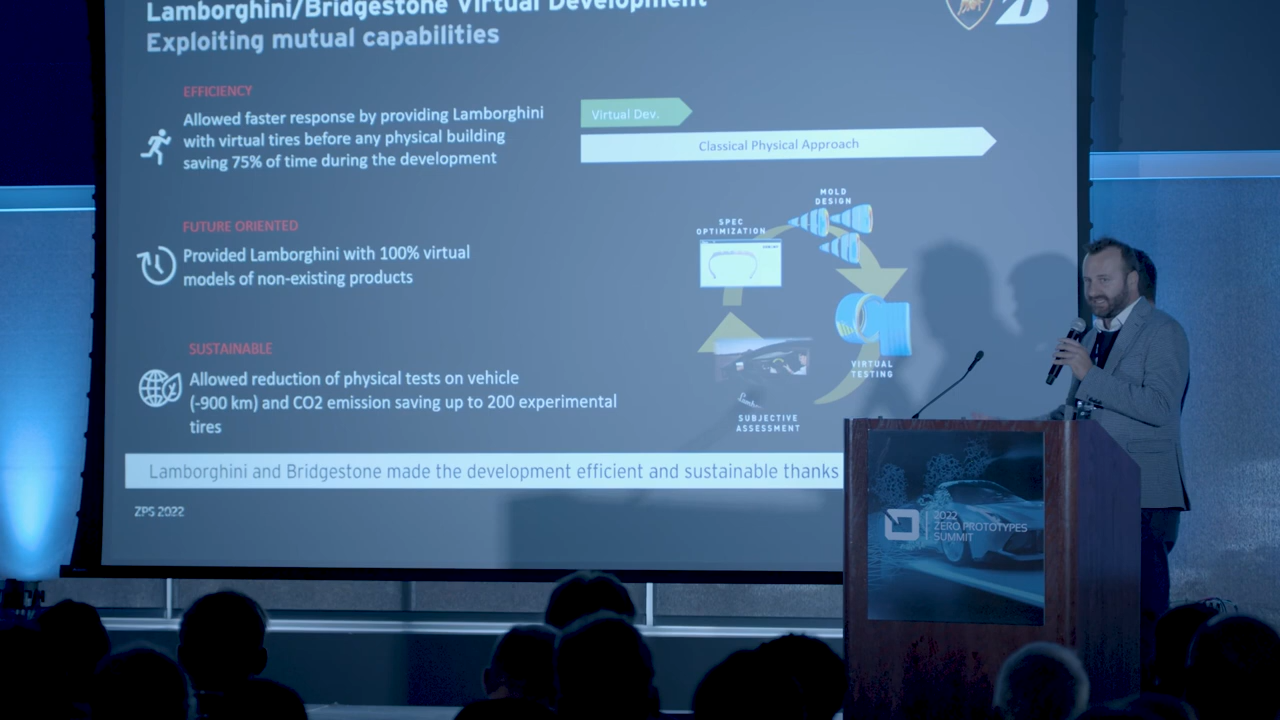 Lamborghini/Bridgestone Virtual Development
Exploiting mutual capabilities
EFFICIENCY
Allowed faster response by providing Lamborghini
with virtual tires before any physical building
saving 75% of time during the development
Virtual Dev.
Classical Physical Approach
FUTURE ORIENTED
Provided Lamborghini with 100% virtual
models of non-existing products
SUSTAINABLE
Allowed reduction of physical tests on vehicle
(-900 km) and CO2 emission saving up to 200 experimental
tires
MOLD
DESIGN
SPEC
OPTIMIZATION
VIRTUAL
TESTING
SUBJECTIVE
ASSESSMENT
Lamborghini and Bridgestone made the development efficient and sustainable thanks
ZPS 2022
2022
ZERO PROTOTYPES
SUMMIT